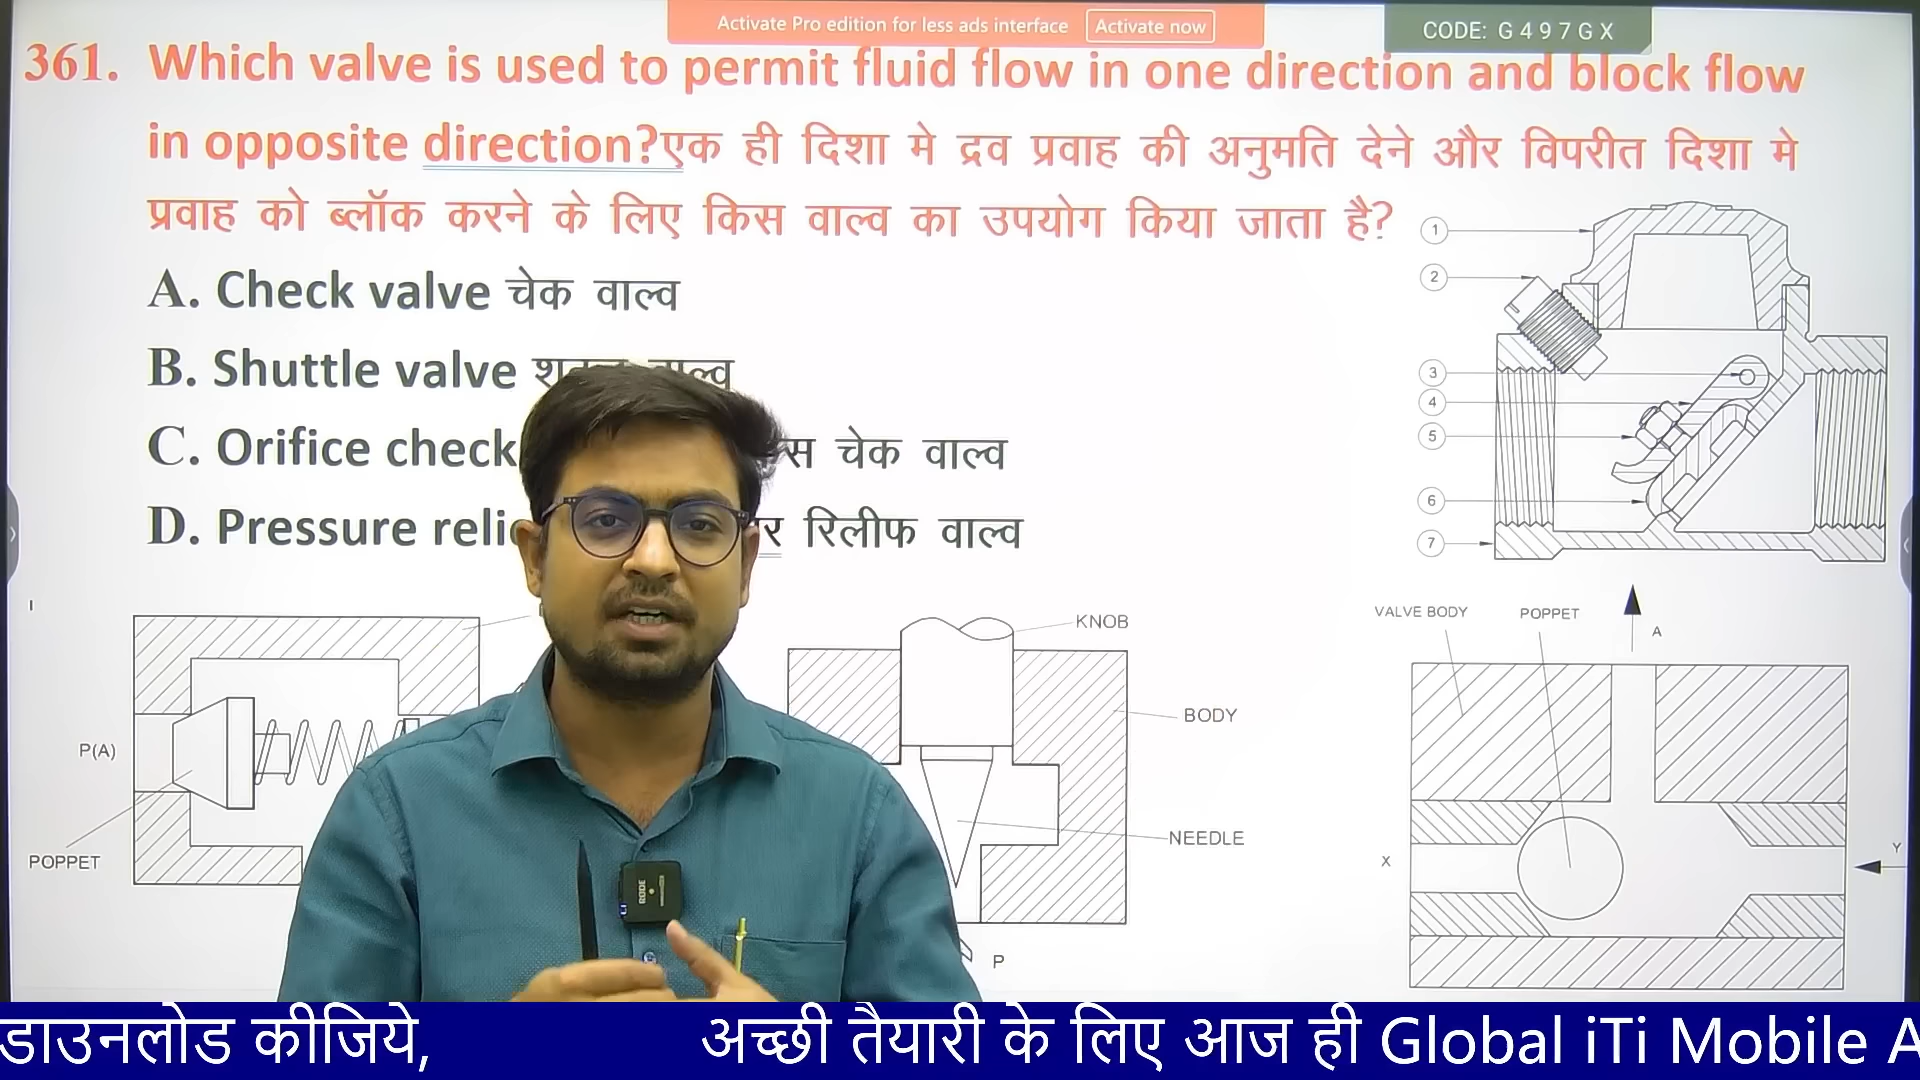 Activate Pro edition for less ads interface Activate now
CODE: G497GX
361. Which valve is used to permit fluid flow in one direction and block flow
in opposite direction?एक ही दिशा मे द्रव प्रवाह की अनुमति देने और विपरीत दिशा मे
प्रवाह को ब्लॉक करने के लिए किस वाल्व का उपयोग किया जाता है?
A. Check valve चेक वाल्व
B. Shuttle valve वाल्व
C. Orifice check चेक वाल्व
D. Pressure रिलीफ वाल्व
1
2
3
4
5
6
7
P(A)
POPPET
KNOB
BODY
NEEDLE
P
VALVE BODY
POPPET
A
X
Y
RODE
डाउनलोड कीजिये, अच्छी तैयारी के लिए आज ही Global iTi Mobile A